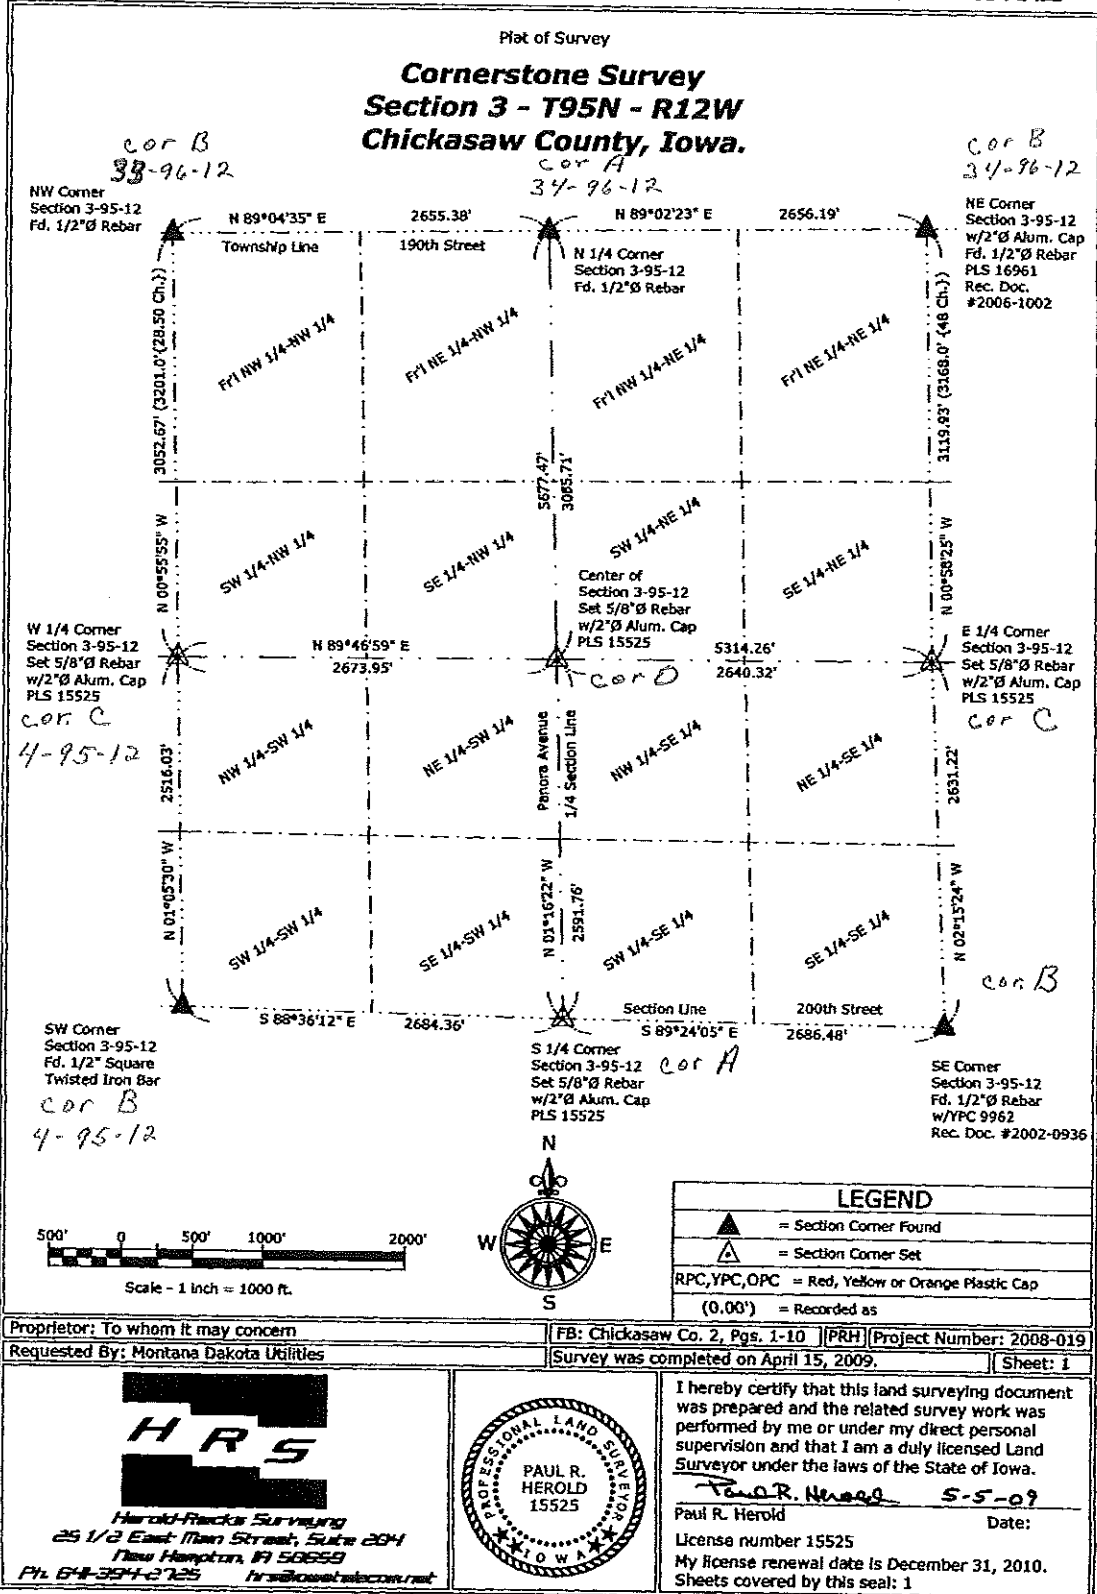 Plat of Survey
Cornerstone Survey
Section 3 - T95N - R12W
Chickasaw County, Iowa.
cor B
33-96-12
cor A
34-96-12
cor B
34-96-12
NW Corner
Section 3-95-12
Fd. 1/2"Ø Rebar
N 89°04'35" E
2655.38'
N 89°02'23" E
2656.19'
Township Line
190th Street
N 1/4 Corner
Section 3-95-12
Fd. 1/2"Ø Rebar
NE Corner
Section 3-95-12
w/2"Ø Alum. Cap
Fd. 1/2"Ø Rebar
PLS 16961
Rec. Doc.
#2006-1002
3052.67' (3201.0' {28.50 Ch.})
Fr'l NW 1/4-NW 1/4
Fr'l NE 1/4-NW 1/4
Fr'l NW 1/4-NE 1/4
Fr'l NE 1/4-NE 1/4
3119.93' (3168.0' {48 Ch.})
5677.47'
3085.71'
N 00°55'55" W
SW 1/4-NW 1/4
SE 1/4-NW 1/4
SW 1/4-NE 1/4
SE 1/4-NE 1/4
N 00°58'25" W
Center of
Section 3-95-12
Set 5/8"Ø Rebar
w/2"Ø Alum. Cap
PLS 15525
W 1/4 Corner
Section 3-95-12
Set 5/8"Ø Rebar
w/2"Ø Alum. Cap
PLS 15525
cor. C
4-95-12
N 89°46'59" E
2673.95'
5314.26'
2640.32'
cor D
E 1/4 Corner
Section 3-95-12
Set 5/8"Ø Rebar
w/2"Ø Alum. Cap
PLS 15525
cor C
2516.03'
NW 1/4-SW 1/4
NE 1/4-SW 1/4
Panora Avenue
1/4 Section Line
NW 1/4-SE 1/4
NE 1/4-SE 1/4
2631.22'
N 01°05'30" W
SW 1/4-SW 1/4
SE 1/4-SW 1/4
N 01°16'22" W
2591.76'
SW 1/4-SE 1/4
SE 1/4-SE 1/4
N 02°15'24" W
cor. B
S 88°36'12" E
2684.36'
Section Line
200th Street
S 89°24'05" E
2686.48'
SW Corner
Section 3-95-12
Fd. 1/2" Square
Twisted Iron Bar
cor B
4-95-12
S 1/4 Corner
Section 3-95-12
Set 5/8"Ø Rebar
w/2"Ø Alum. Cap
PLS 15525
cor A
SE Corner
Section 3-95-12
Fd. 1/2"Ø Rebar
w/YPC 9962
Rec. Doc. #2002-0936
N
W
E
S
500' 0 500' 1000' 2000'
Scale - 1 inch = 1000 ft.
LEGEND
= Section Corner Found
= Section Corner Set
RPC,YPC,OPC = Red, Yellow or Orange Plastic Cap
(0.00') = Recorded as
Proprietor: To whom it may concern
FB: Chickasaw Co. 2, Pgs. 1-10 PRH Project Number: 2008-019
Requested By: Montana Dakota Utilities
Survey was completed on April 15, 2009. Sheet: 1
HRS
Herold-Reicks Surveying
25 1/2 East Main Street, Suite 204
New Hampton, IA 50659
Ph. 641-394-2725 hrs@iowatelecom.net
PROFESSIONAL LAND SURVEYOR
PAUL R.
HEROLD
15525
IOWA
I hereby certify that this land surveying document
was prepared and the related survey work was
performed by me or under my direct personal
supervision and that I am a duly licensed Land
Surveyor under the laws of the State of Iowa.
Paul R. Herold 5-5-09
Paul R. Herold Date:
License number 15525
My license renewal date is December 31, 2010.
Sheets covered by this seal: 1